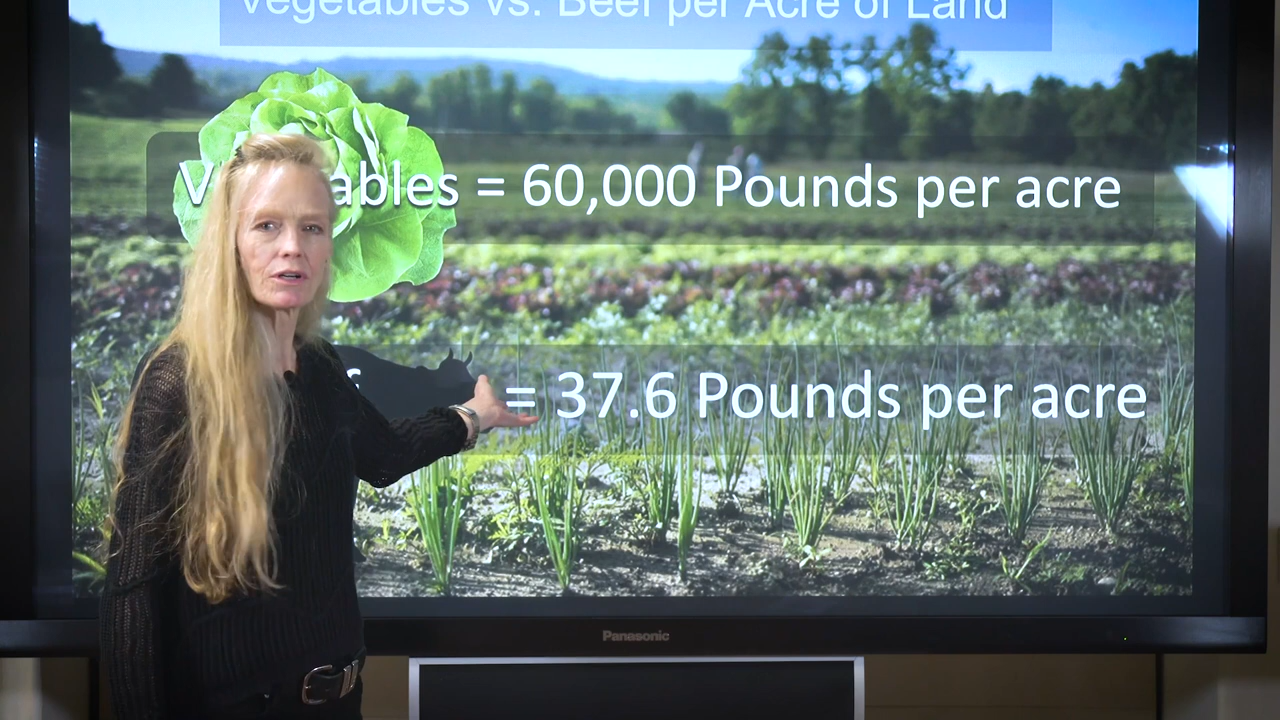 Vegetables vs. Beef per Acre of Land
= 60,000 Pounds per acre
= 37.6 Pounds per acre
Panasonic